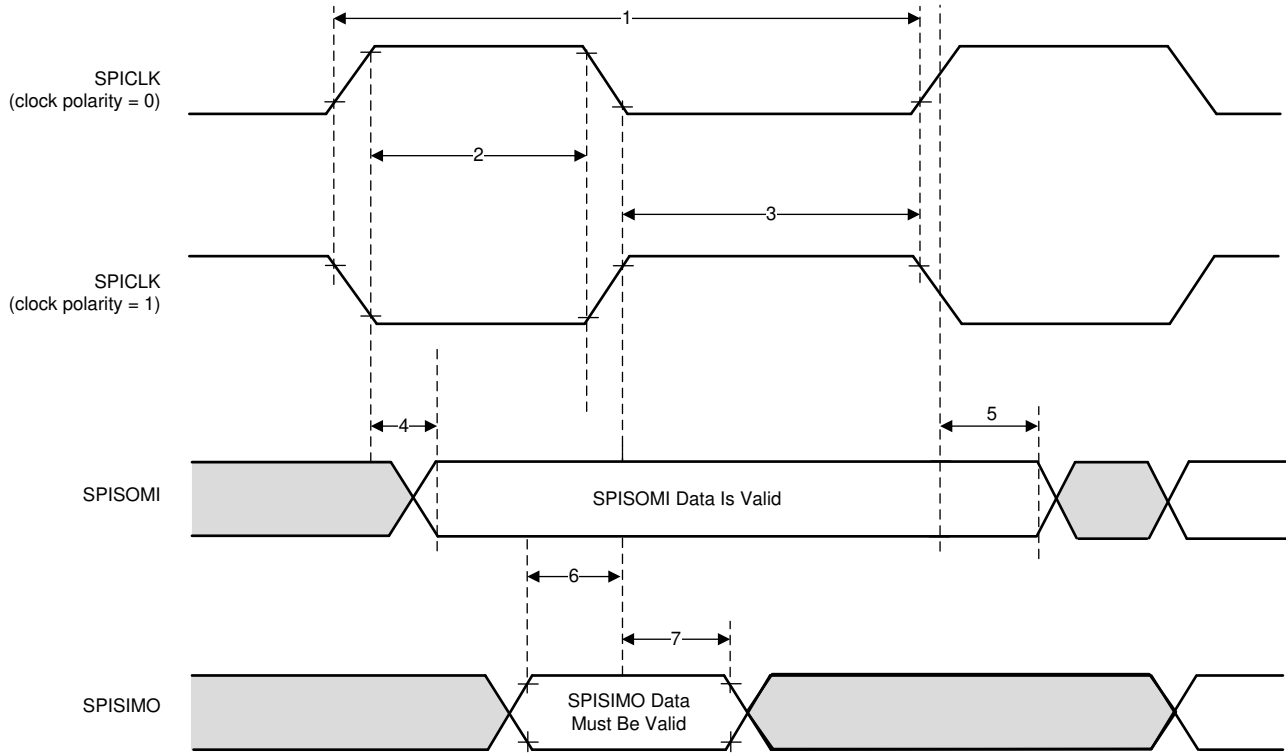 1
SPICLK
(clock polarity = 0)
2
3
SPICLK
(clock polarity = 1)
4
5
SPISOMI
SPISOMI Data Is Valid
6
7
SPISIMO
SPISIMO Data
Must Be Valid